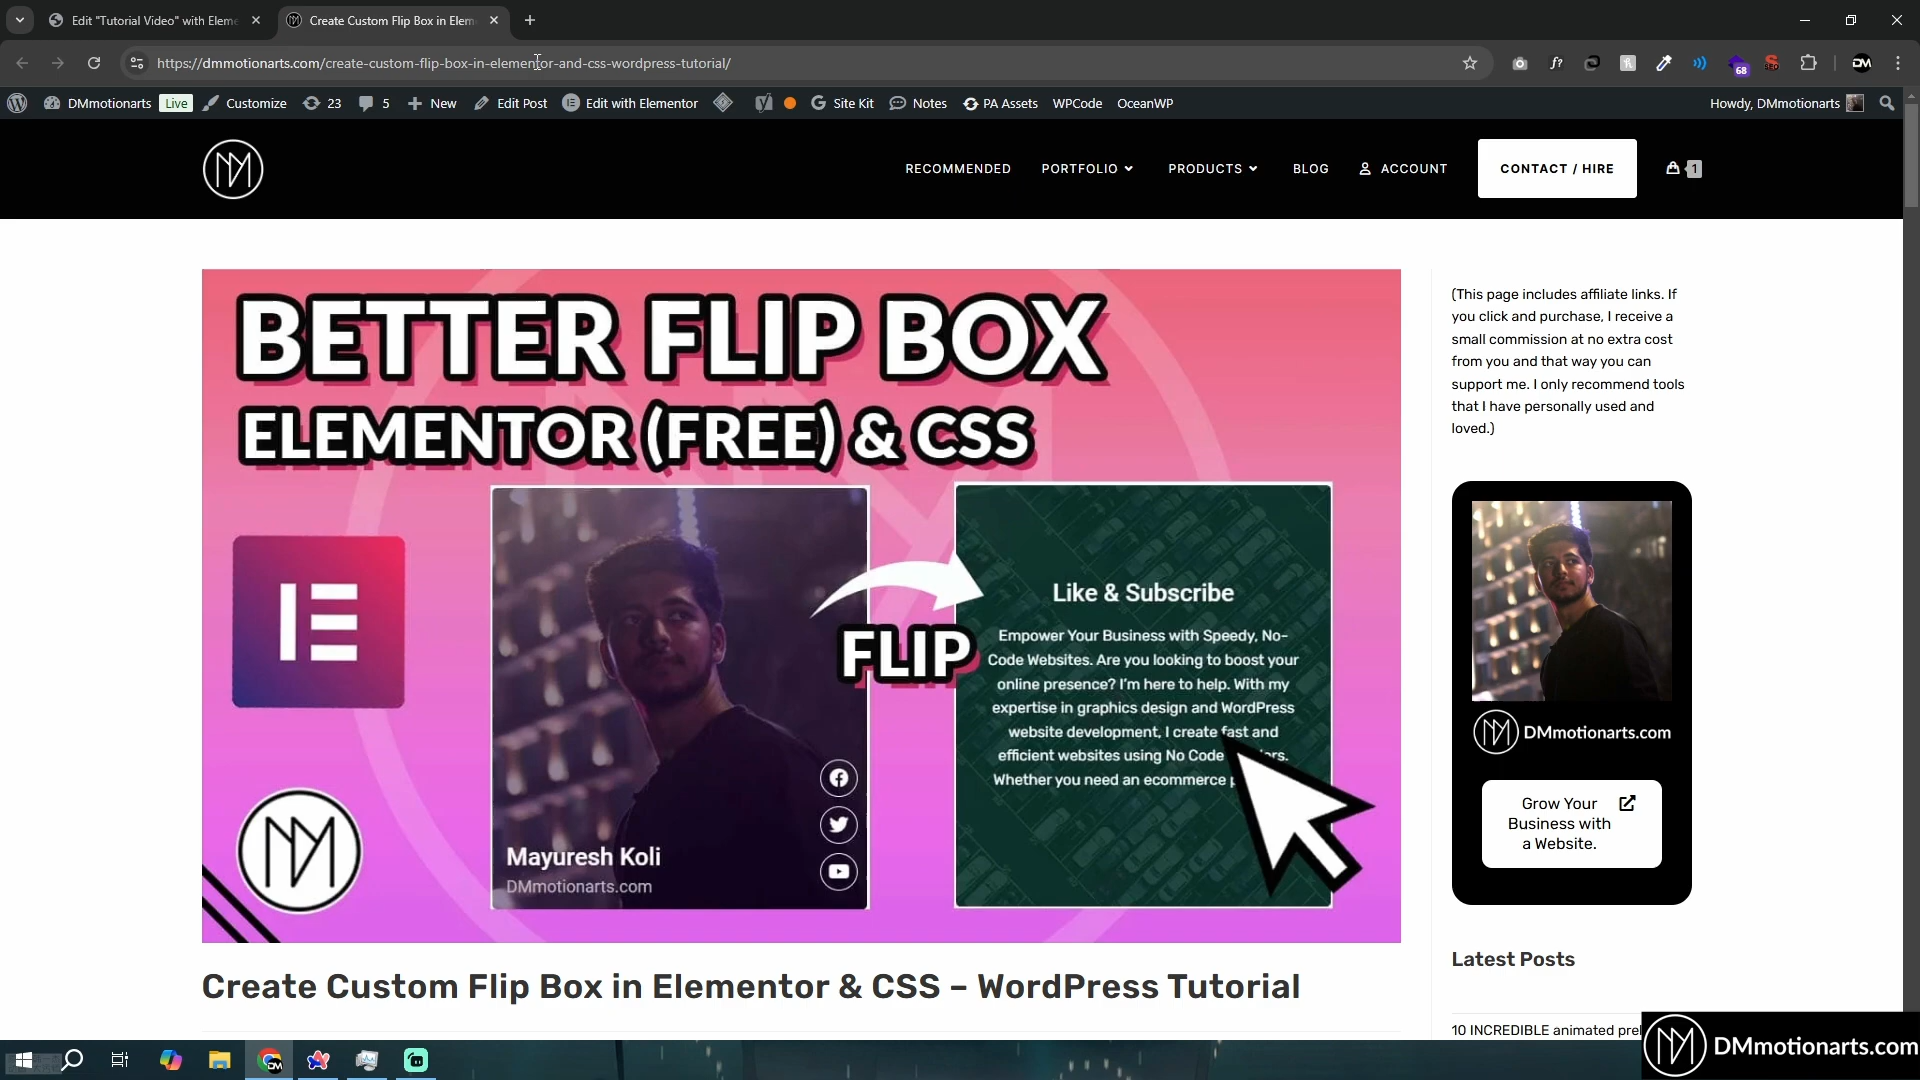 Edit "Tutorial Video" with Eleme
Create Custom Flip Box in Elem
https://dmmotionarts.com/create-custom-flip-box-in-elementor-and-css-wordpress-tutorial/
68
SEO
DM
DMmotionarts Live Customize 23 5 New Edit Post Edit with Elementor Site Kit Notes PA Assets WPCode OceanWP Howdy, DMmotionarts
RECOMMENDED PORTFOLIO PRODUCTS BLOG ACCOUNT CONTACT / HIRE 1
BETTER FLIP BOX
ELEMENTOR (FREE) & CSS
FLIP
Mayuresh Koli
DMmotionarts.com
Like & Subscribe
Empower Your Business with Speedy, No-
Code Websites. Are you looking to boost your
online presence? I'm here to help. With my
expertise in graphics design and WordPress
website development, I create fast and
efficient websites using No Code
Whether you need an ecommerce
(This page includes affiliate links. If
you click and purchase, I receive a
small commission at no extra cost
from you and that way you can
support me. I only recommend tools
that I have personally used and
loved.)
DMmotionarts.com
Grow Your
Business with
a Website.
Latest Posts
10 INCREDIBLE animated prel
Create Custom Flip Box in Elementor & CSS – WordPress Tutorial
DMmotionarts.com